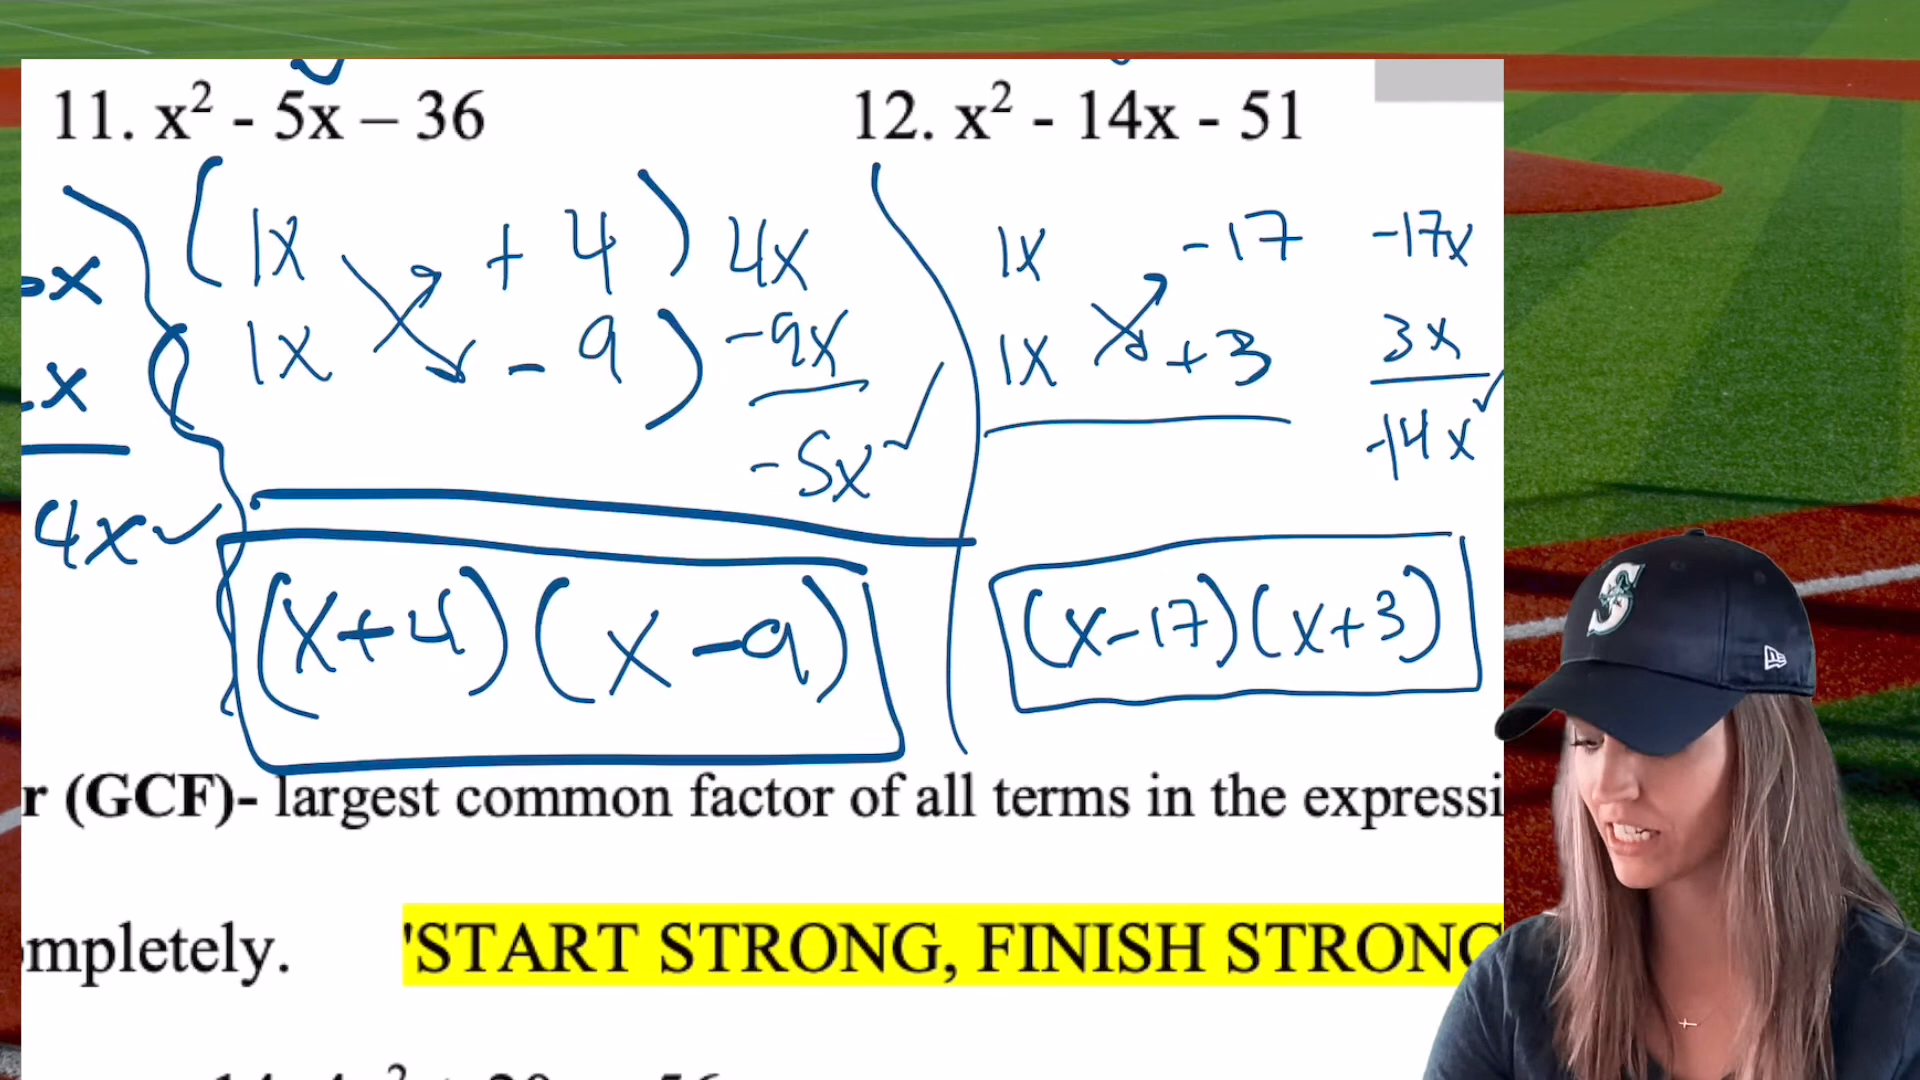 11. x² - 5x – 36
12. x² - 14x - 51
(1x + 4) 4x
1x -17 -17x
1x - 9) -9x
1x +3 3x
-5x ✓
-14x ✓
4x ✓
(x+4)(x-9)
(x-17)(x+3)
r (GCF)- largest common factor of all terms in the expressi
mpletely. 'START STRONG, FINISH STRONG
S